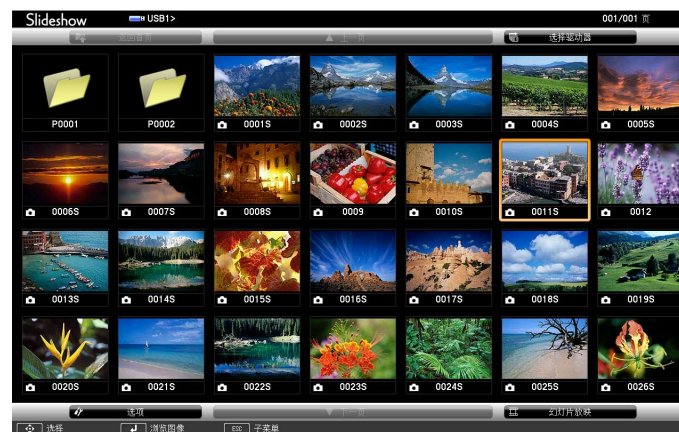 Slideshow USB1> 001/001 页
返回首页 上一页 选择驱动器
P0001 P0002 0001S 0002S 0003S 0004S 0005S
0006S 0007S 0008S 0009 0010S 0011S 0012
0013S 0014S 0015S 0016S 0017S 0018S 0019S
0020S 0021S 0022S 0023S 0024S 0025S 0026S
选项 下一页 幻灯片放映
选择 浏览图像 ESC 子菜单